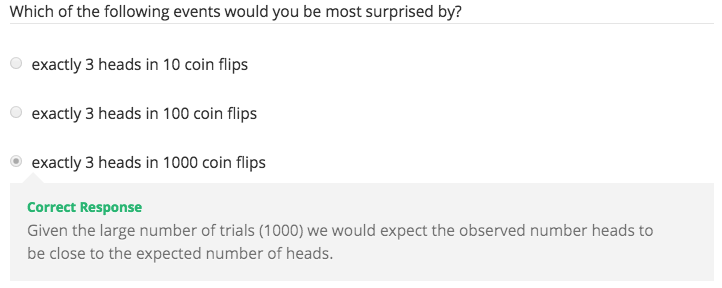 Which of the following events would you be most surprised by?
exactly 3 heads in 10 coin flips
exactly 3 heads in 100 coin flips
exactly 3 heads in 1000 coin flips
Correct Response
Given the large number of trials (1000) we would expect the observed number heads to
be close to the expected number of heads.